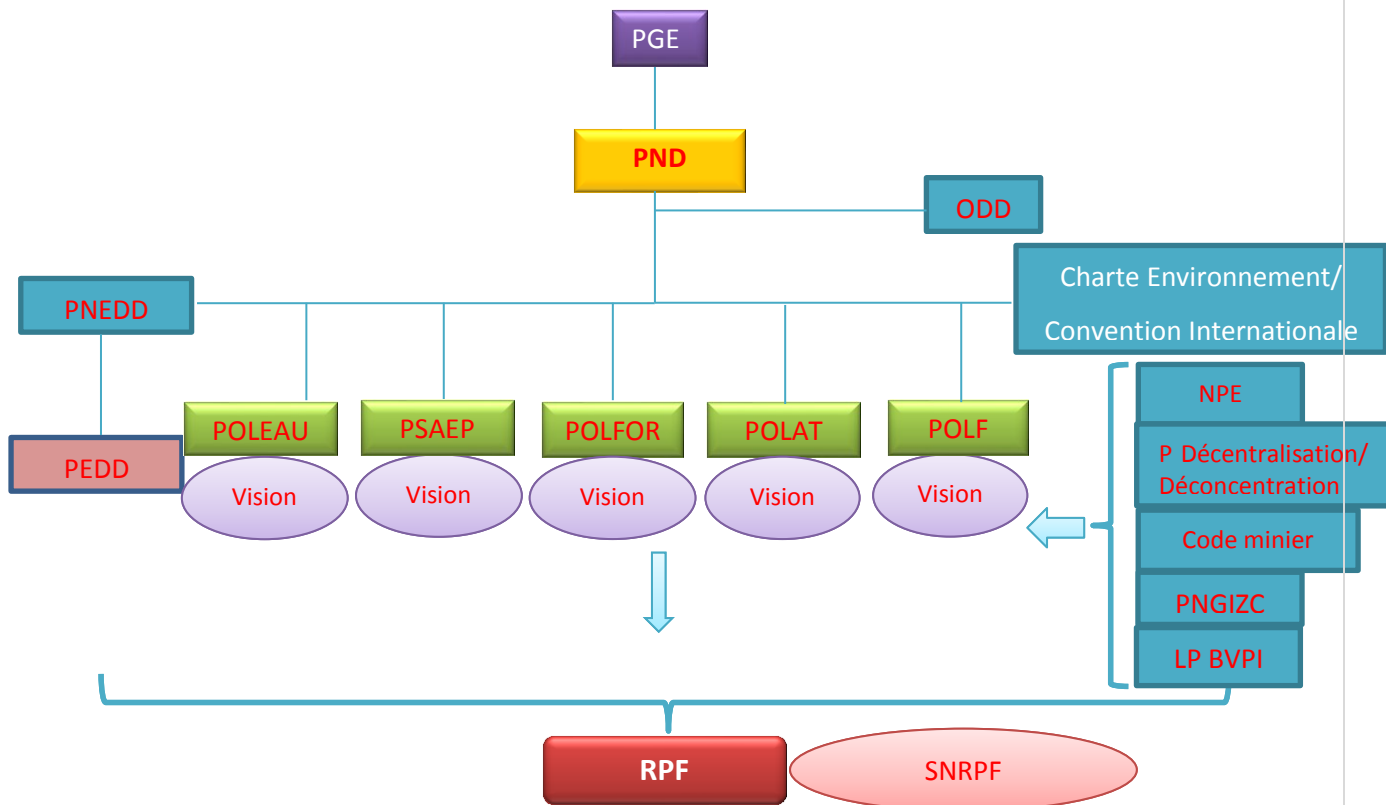 PGE
PND
ODD
Charte Environnement/
Convention Internationale
PNEDD
NPE
POLEAU
PSAEP
POLFOR
POLAT
POLF
PEDD
P Décentralisation/
Déconcentration
Vision
Vision
Vision
Vision
Vision
Code minier
PNGIZC
LP BVPI
RPF
SNRPF